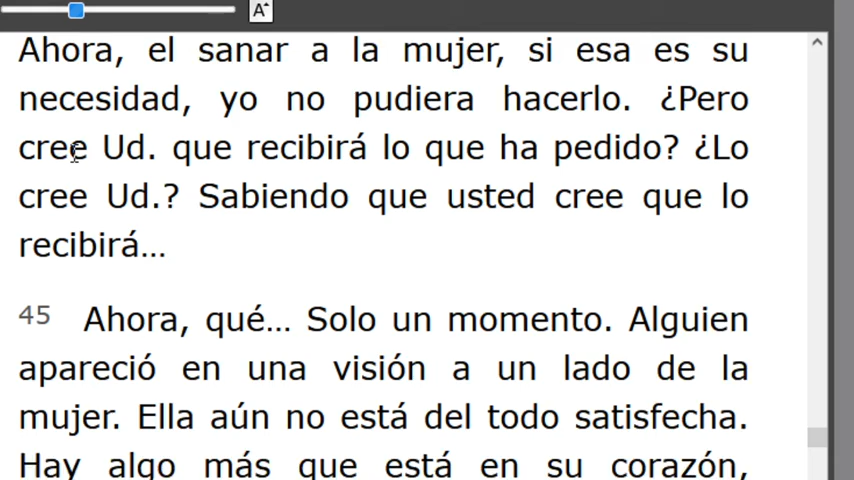 A
Ahora, el sanar a la mujer, si esa es su
necesidad, yo no pudiera hacerlo. ¿Pero
cree Ud. que recibirá lo que ha pedido? ¿Lo
cree Ud.? Sabiendo que usted cree que lo
recibirá...
45 Ahora, qué... Solo un momento. Alguien
apareció en una visión a un lado de la
mujer. Ella aún no está del todo satisfecha.
Hay algo más que está en su corazón,